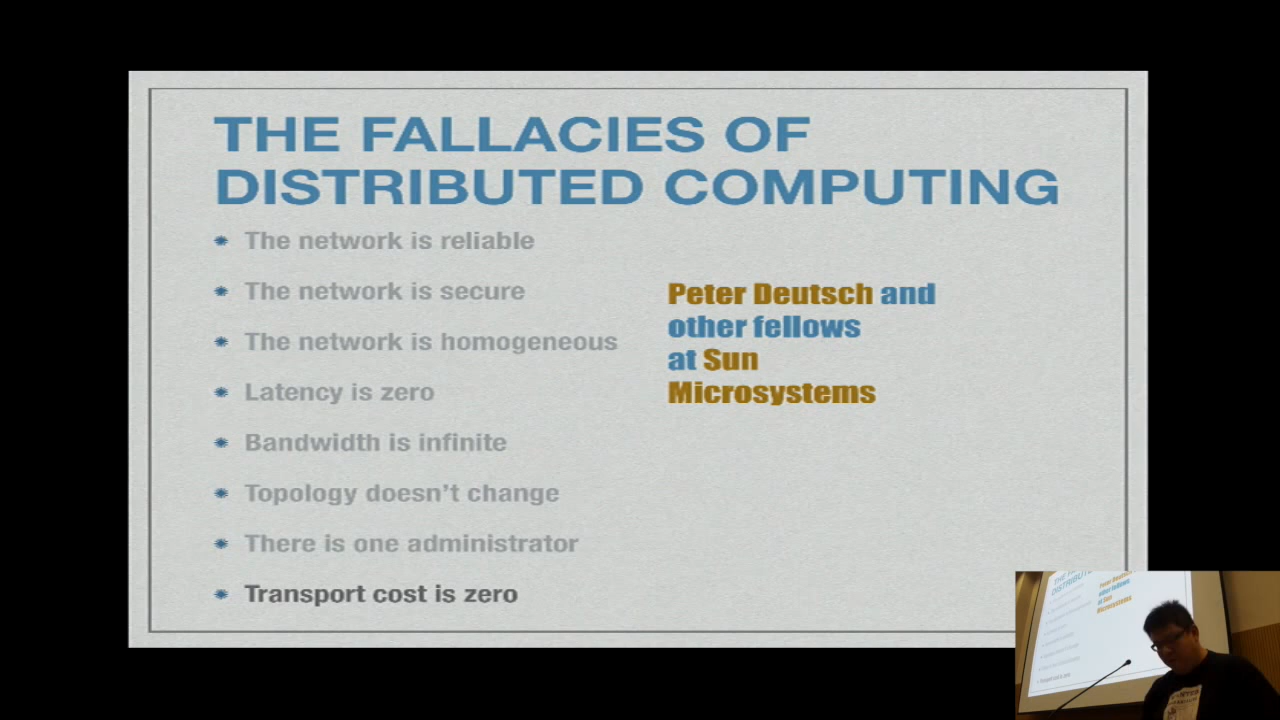 THE FALLACIES OF
DISTRIBUTED COMPUTING
The network is reliable
The network is secure
The network is homogeneous
Latency is zero
Bandwidth is infinite
Topology doesn't change
There is one administrator
Transport cost is zero
Peter Deutsch and
other fellows
at Sun
Microsystems